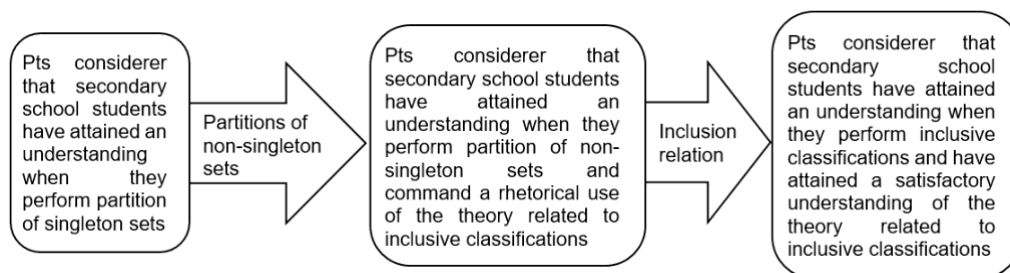 Pts considerer
that secondary
school students
have attained an
understanding
when they
perform partition
of singleton sets
Partitions of
non-singleton
sets
Pts considerer that
secondary school students
have attained an
understanding when they
perform partition of non-
singleton sets and
command a rhetorical use
of the theory related to
inclusive classifications
Inclusion
relation
Pts considerer that
secondary school
students have attained
an understanding when
they perform inclusive
classifications and have
attained a satisfactory
understanding of the
theory related to
inclusive classifications